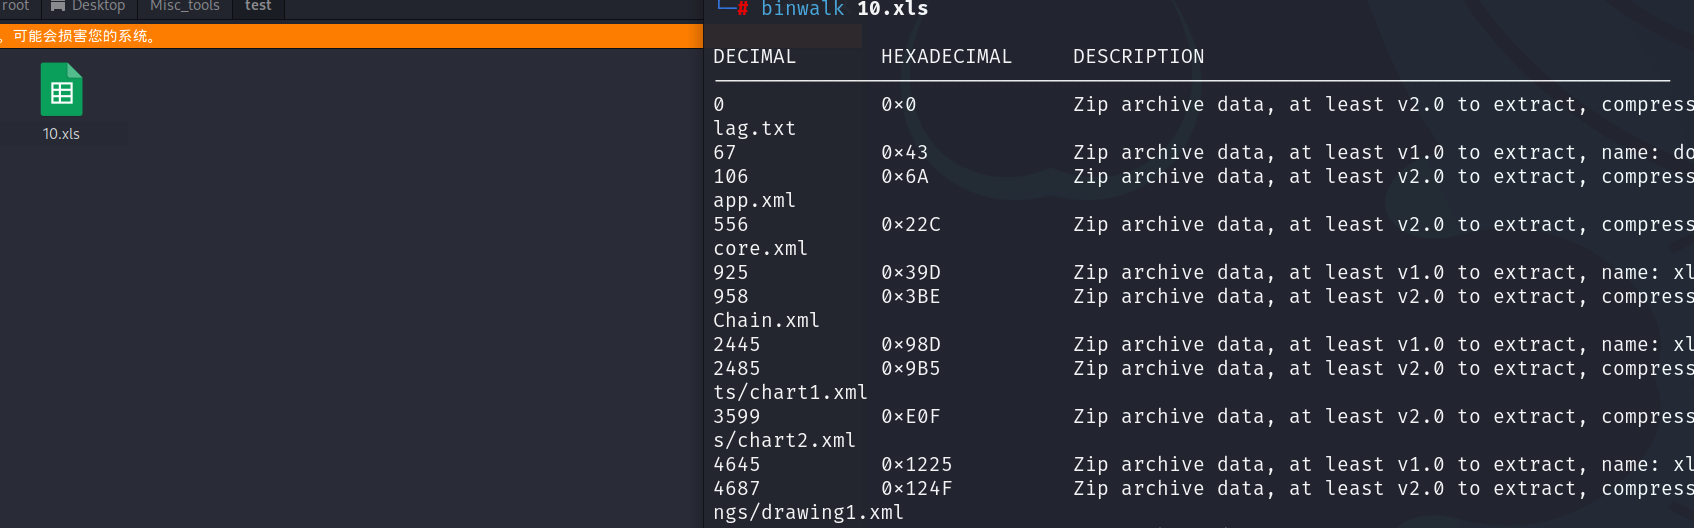 root Desktop Misc_tools test
。可能会损害您的系统。
10.xls
└─# binwalk 10.xls
DECIMAL HEXADECIMAL DESCRIPTION
0 0×0 Zip archive data, at least v2.0 to extract, compress
lag.txt
67 0×43 Zip archive data, at least v1.0 to extract, name: do
106 0×6A Zip archive data, at least v2.0 to extract, compress
app.xml
556 0×22C Zip archive data, at least v2.0 to extract, compress
core.xml
925 0×39D Zip archive data, at least v1.0 to extract, name: xl
958 0×3BE Zip archive data, at least v2.0 to extract, compress
Chain.xml
2445 0×98D Zip archive data, at least v1.0 to extract, name: xl
2485 0×9B5 Zip archive data, at least v2.0 to extract, compress
ts/chart1.xml
3599 0×E0F Zip archive data, at least v2.0 to extract, compress
s/chart2.xml
4645 0×1225 Zip archive data, at least v1.0 to extract, name: xl
4687 0×124F Zip archive data, at least v2.0 to extract, compress
ngs/drawing1.xml